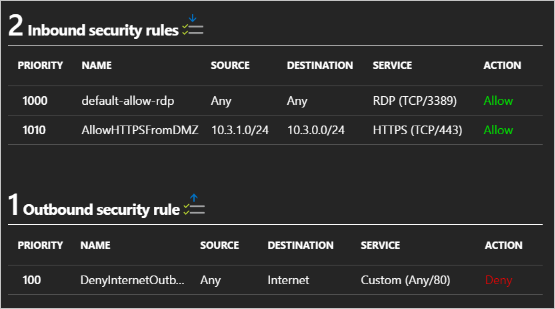 2 Inbound security rules
PRIORITY NAME SOURCE DESTINATION SERVICE ACTION
1000 default-allow-rdp Any Any RDP (TCP/3389) Allow
1010 AllowHTTPSFromDMZ 10.3.1.0/24 10.3.0.0/24 HTTPS (TCP/443) Allow
1 Outbound security rule
PRIORITY NAME SOURCE DESTINATION SERVICE ACTION
100 DenyInternetOutb... Any Internet Custom (Any/80) Deny